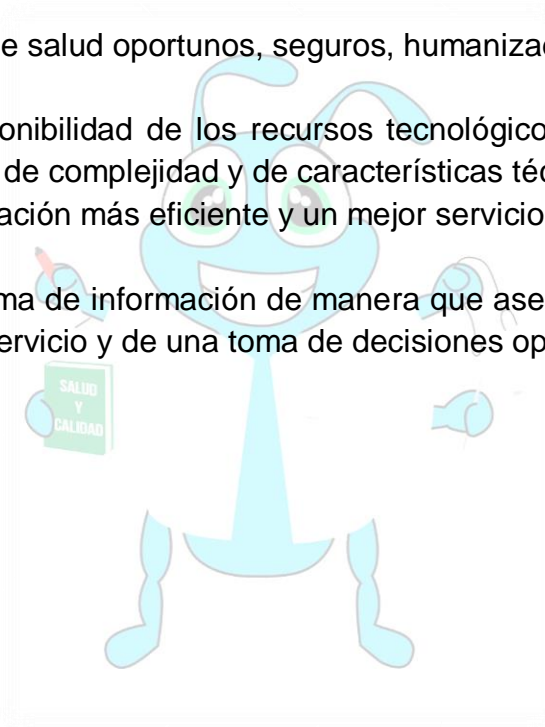 e salud oportunos, seguros, humanizad
onibilidad de los recursos tecnológico
de complejidad y de características téc
ación más eficiente y un mejor servicio
ma de información de manera que ase
ervicio y de una toma de decisiones op
SALUD
Y
CALIDAD